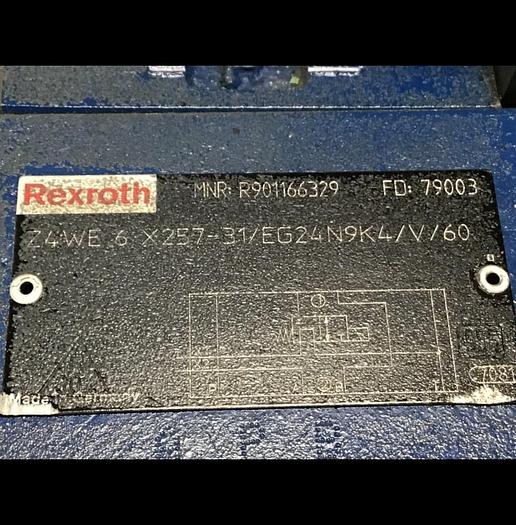 Rexroth MNR: R901166329 FD: 79003
Z4WE 6 X257-31/EG24N9K4/V/60
Made in Germany